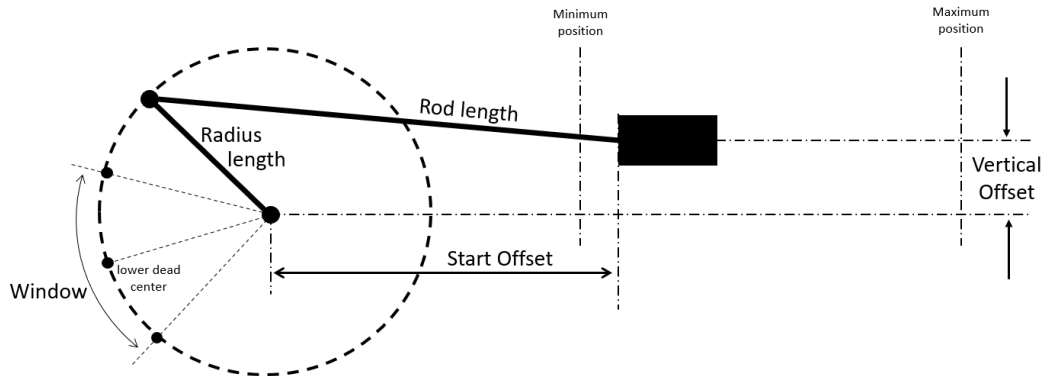 Minimum
position
Maximum
position
Rod length
Radius
length
Vertical
Offset
Start Offset
lower dead
center
Window